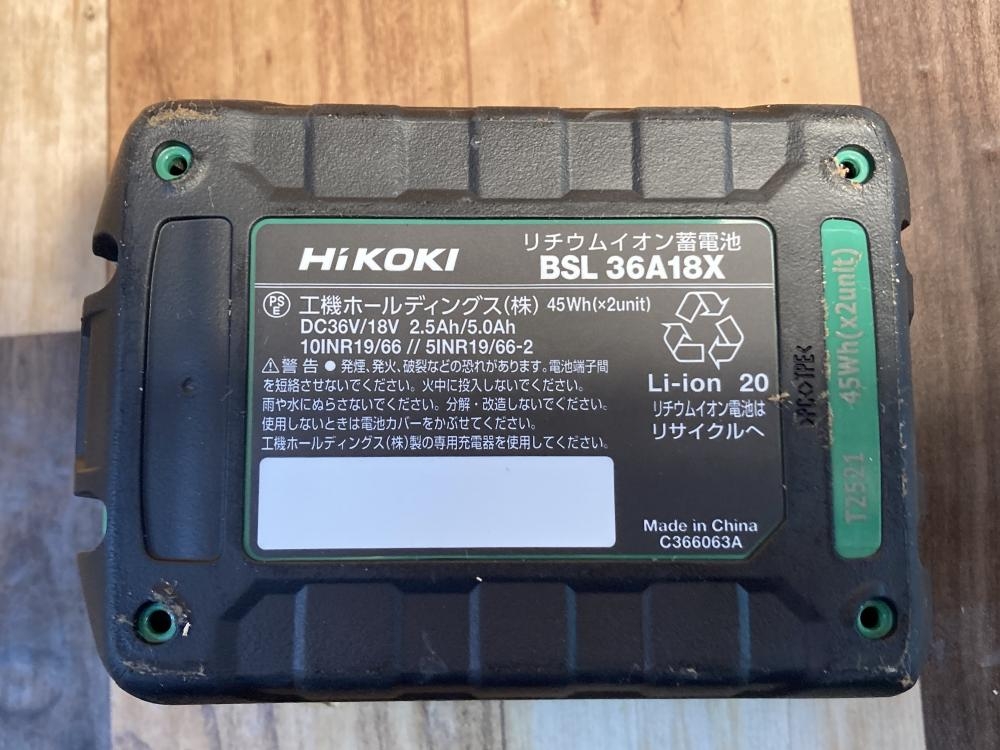 HiKOKI
リチウムイオン蓄電池
BSL 36A18X
PS E
工機ホールディングス(株) 45Wh(×2unit)
DC36V/18V 2.5Ah/5.0Ah
10INR19/66 // 5INR19/66-2
⚠警告 ● 発煙、発火、破裂などの恐れがあります。電池端子間
を短絡させないでください。火中に投入しないでください。
雨や水にぬらさないでください。分解・改造しないでください。
使用しないときは電池カバーをかぶせてください。
工機ホールディングス(株)製の専用充電器を使用してください。
Li-ion 20
リチウムイオン電池は
リサイクルへ
Made in China
C366063A
T2521 45Wh(x2unit)